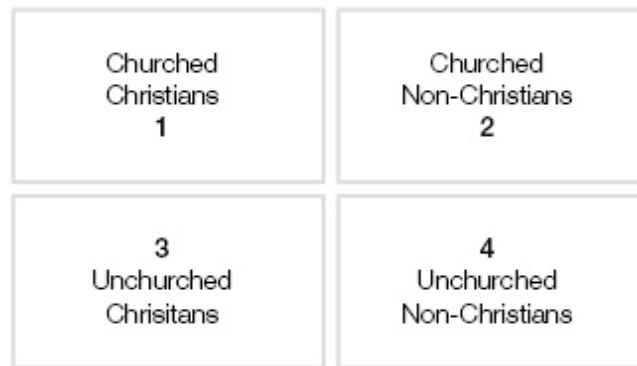 Churched
Christians
1
Churched
Non-Christians
2
3
Unchurched
Chrisitans
4
Unchurched
Non-Christians